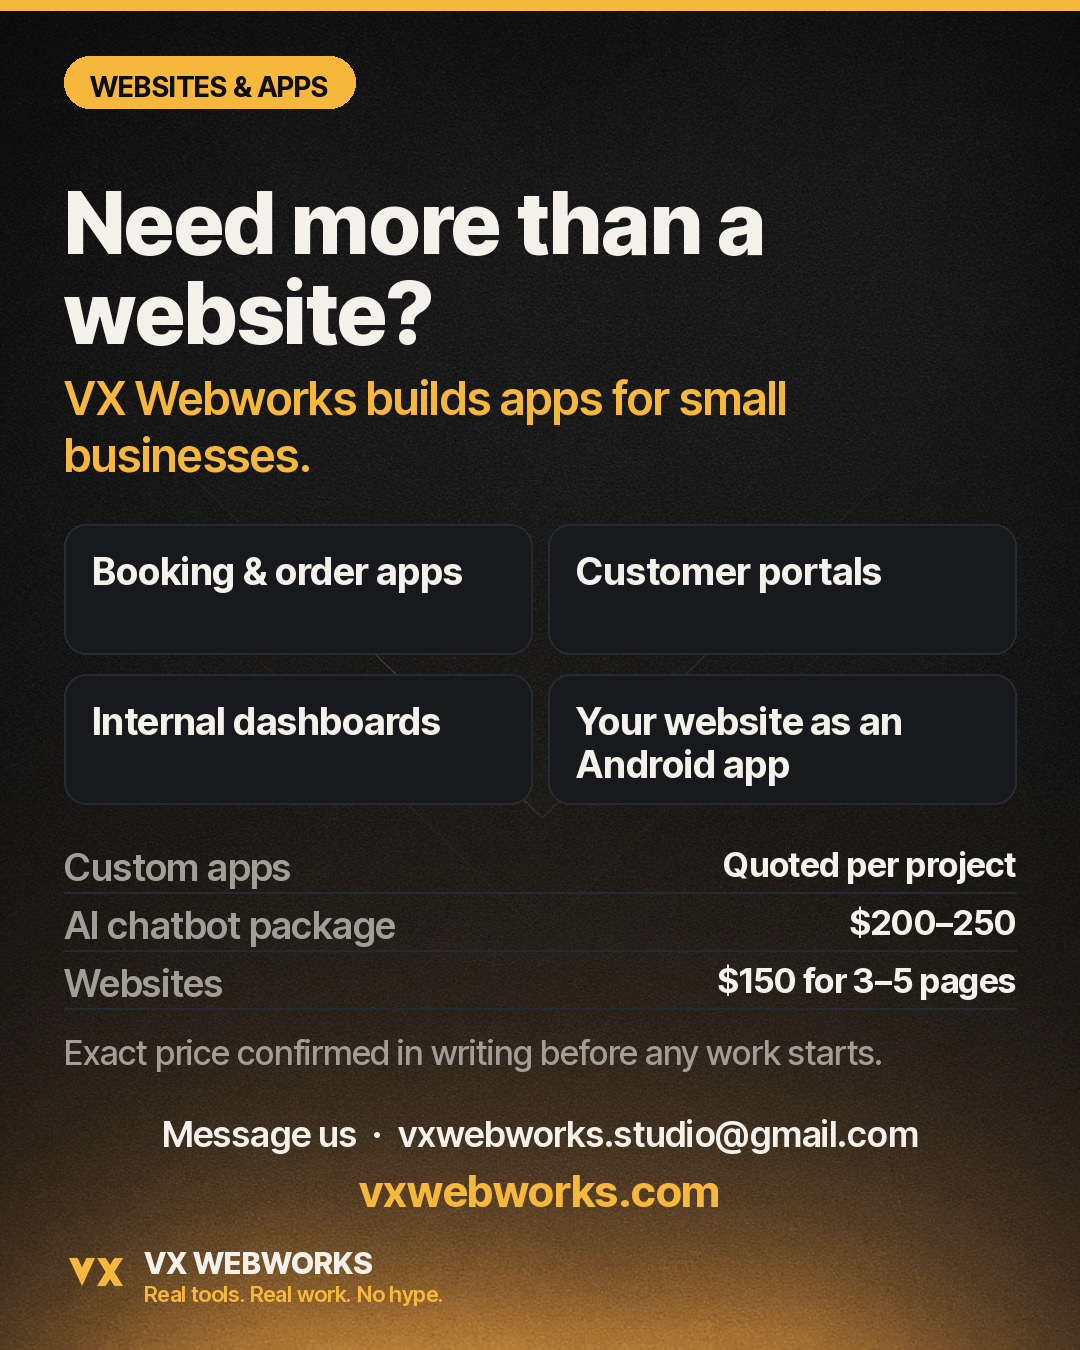 WEBSITES & APPS
Need more than a
website?
VX Webworks builds apps for small
businesses.
Booking & order apps
Customer portals
Internal dashboards
Your website as an
Android app
Custom apps
Quoted per project
AI chatbot package
$200–250
Websites
$150 for 3–5 pages
Exact price confirmed in writing before any work starts.
Message us · vxwebworks.studio@gmail.com
vxwebworks.com
VX
VX WEBWORKS
Real tools. Real work. No hype.